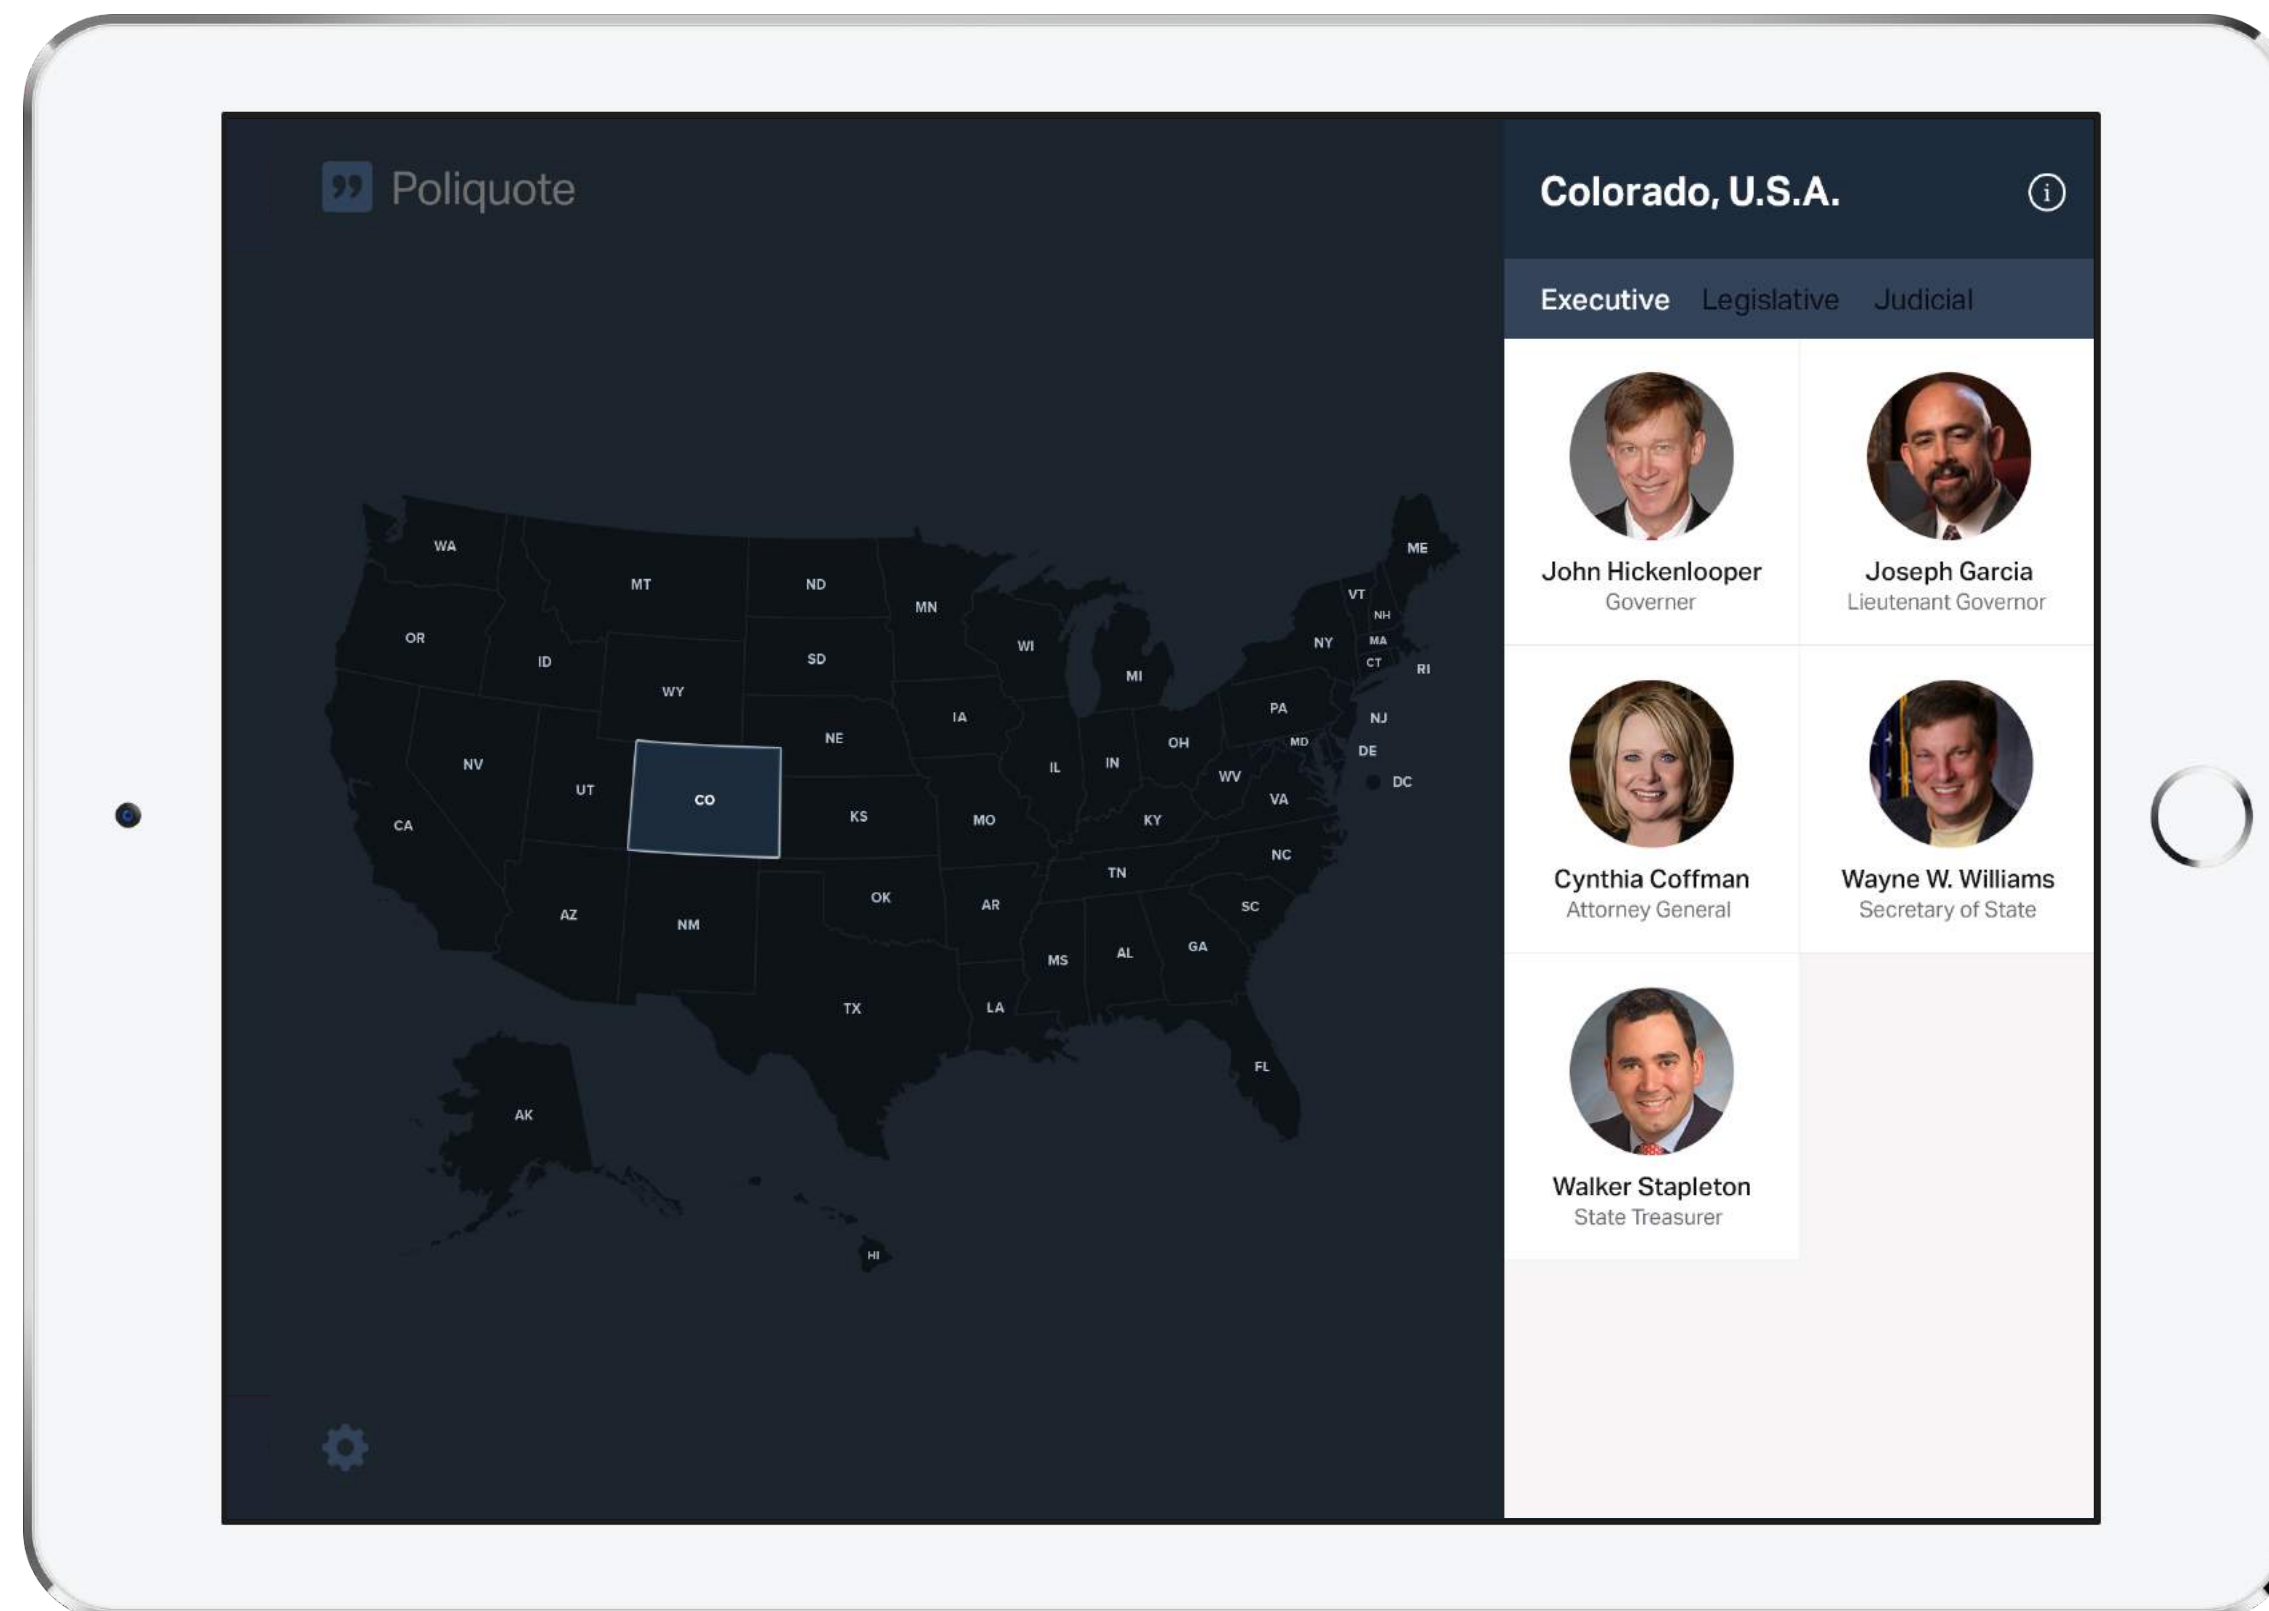 Poliquote
Colorado, U.S.A.
Executive Legislative Judicial
John Hickenlooper
Governer
Joseph Garcia
Lieutenant Governor
Cynthia Coffman
Attorney General
Wayne W. Williams
Secretary of State
Walker Stapleton
State Treasurer
WA
MT
ND
MN
ME
VT
NH
OR
ID
SD
WI
NY
MA
CT
RI
WY
MI
IA
PA
NJ
NE
OH
MD
DE
NV
UT
CO
IL
IN
WV
DC
CA
KS
MO
KY
VA
NC
TN
AZ
NM
OK
AR
SC
MS
AL
GA
TX
LA
FL
AK
HI